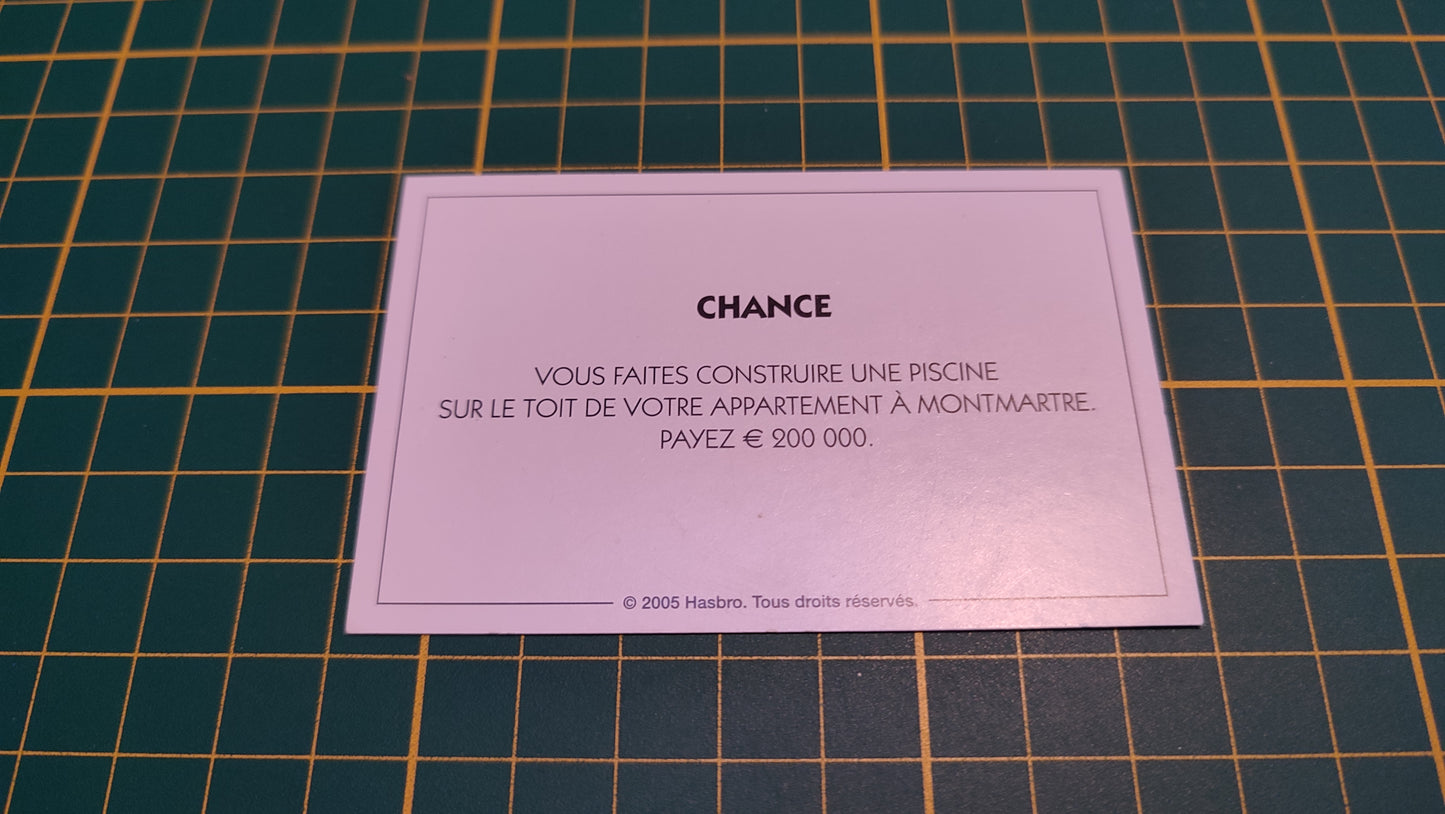 CHANCE
VOUS FAITES CONSTRUIRE UNE PISCINE
SUR LE TOIT DE VOTRE APPARTEMENT À MONTMARTRE.
PAYEZ € 200 000.
© 2005 Hasbro. Tous droits réservés.